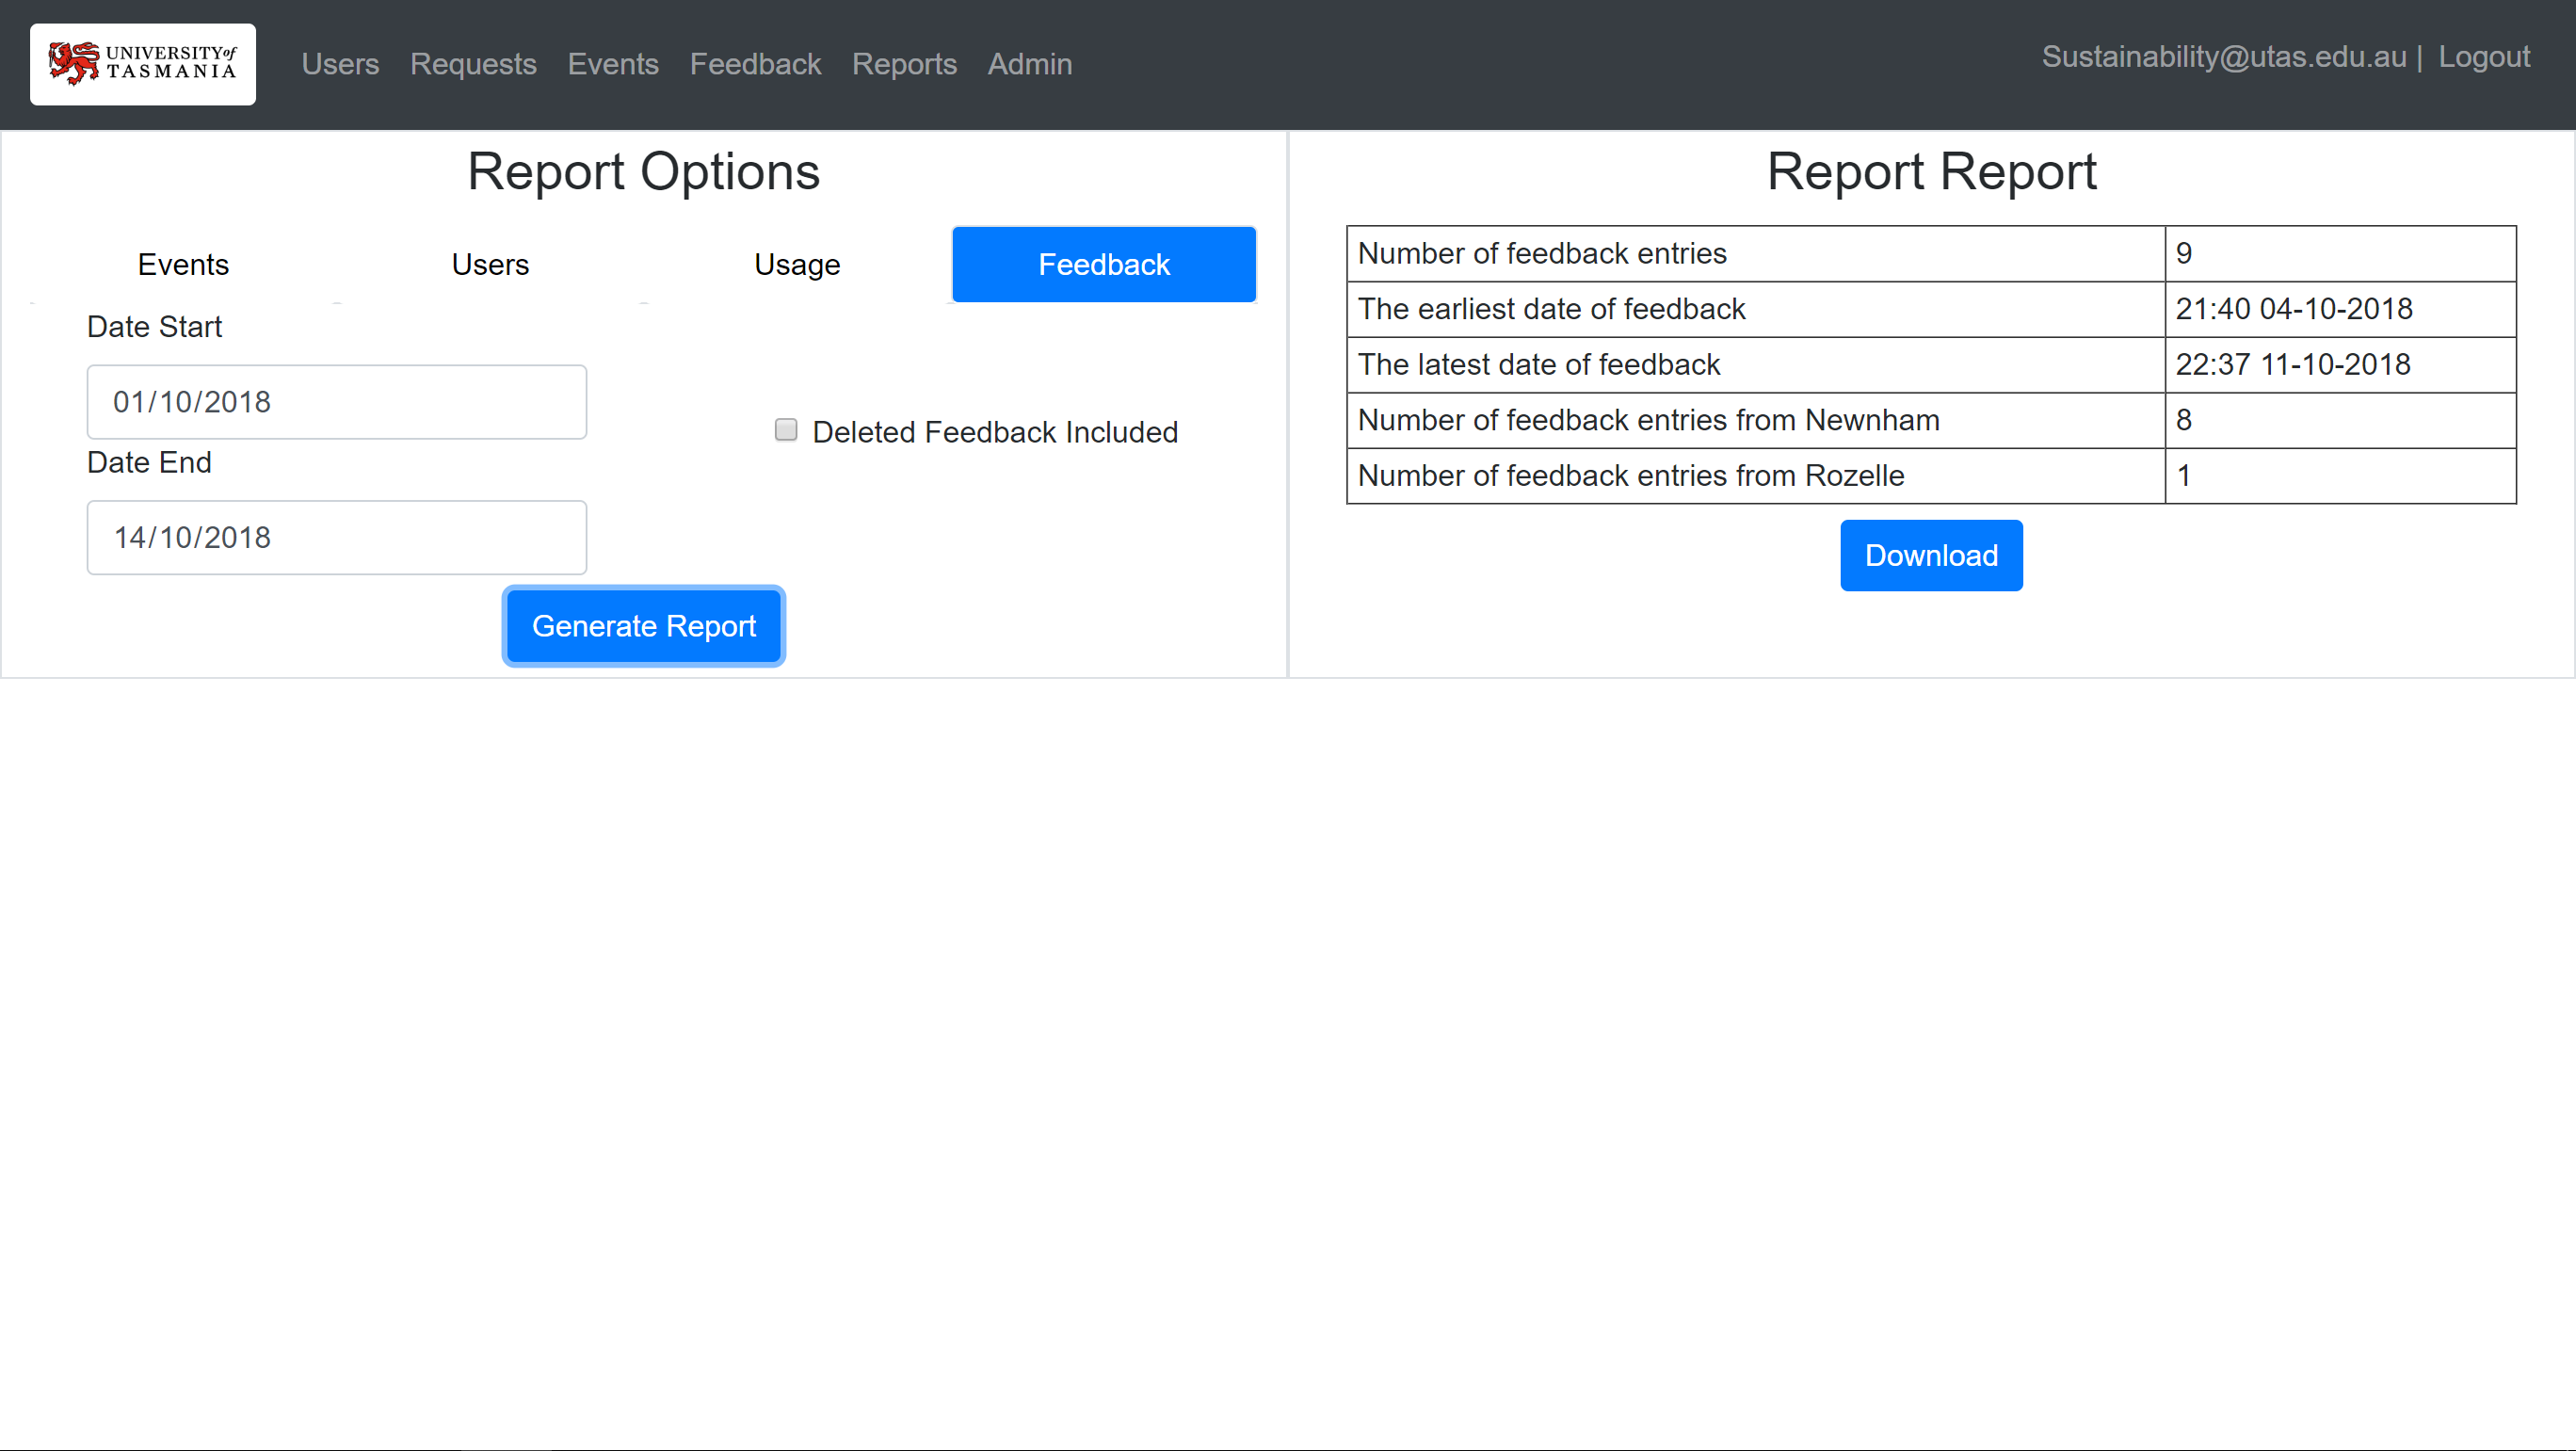 UNIVERSITY of
TASMANIA
Users Requests Events Feedback Reports Admin
Sustainability@utas.edu.au | Logout
Report Options
Events Users Usage Feedback
Date Start
01/10/2018
Deleted Feedback Included
Date End
14/10/2018
Generate Report
Report Report
Number of feedback entries 9
The earliest date of feedback 21:40 04-10-2018
The latest date of feedback 22:37 11-10-2018
Number of feedback entries from Newnham 8
Number of feedback entries from Rozelle 1
Download